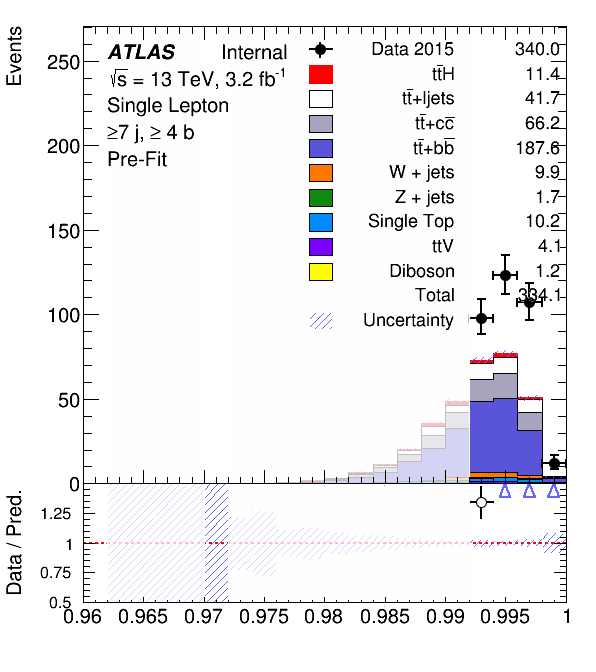 Events
250
200
150
100
50
0
ATLAS Internal
√s = 13 TeV, 3.2 fb⁻¹
Single Lepton
≥7 j, ≥ 4 b
Pre-Fit
Data 2015 340.0
tt̄H 11.4
tt̄+ljets 41.7
tt̄+cc̄ 66.2
tt̄+bb̄ 187.6
W + jets 9.9
Z + jets 1.7
Single Top 10.2
ttV 4.1
Diboson 1.2
Total 334.1
Uncertainty
Data / Pred.
1.25
1
0.75
0.5
0.96 0.965 0.97 0.975 0.98 0.985 0.99 0.995 1